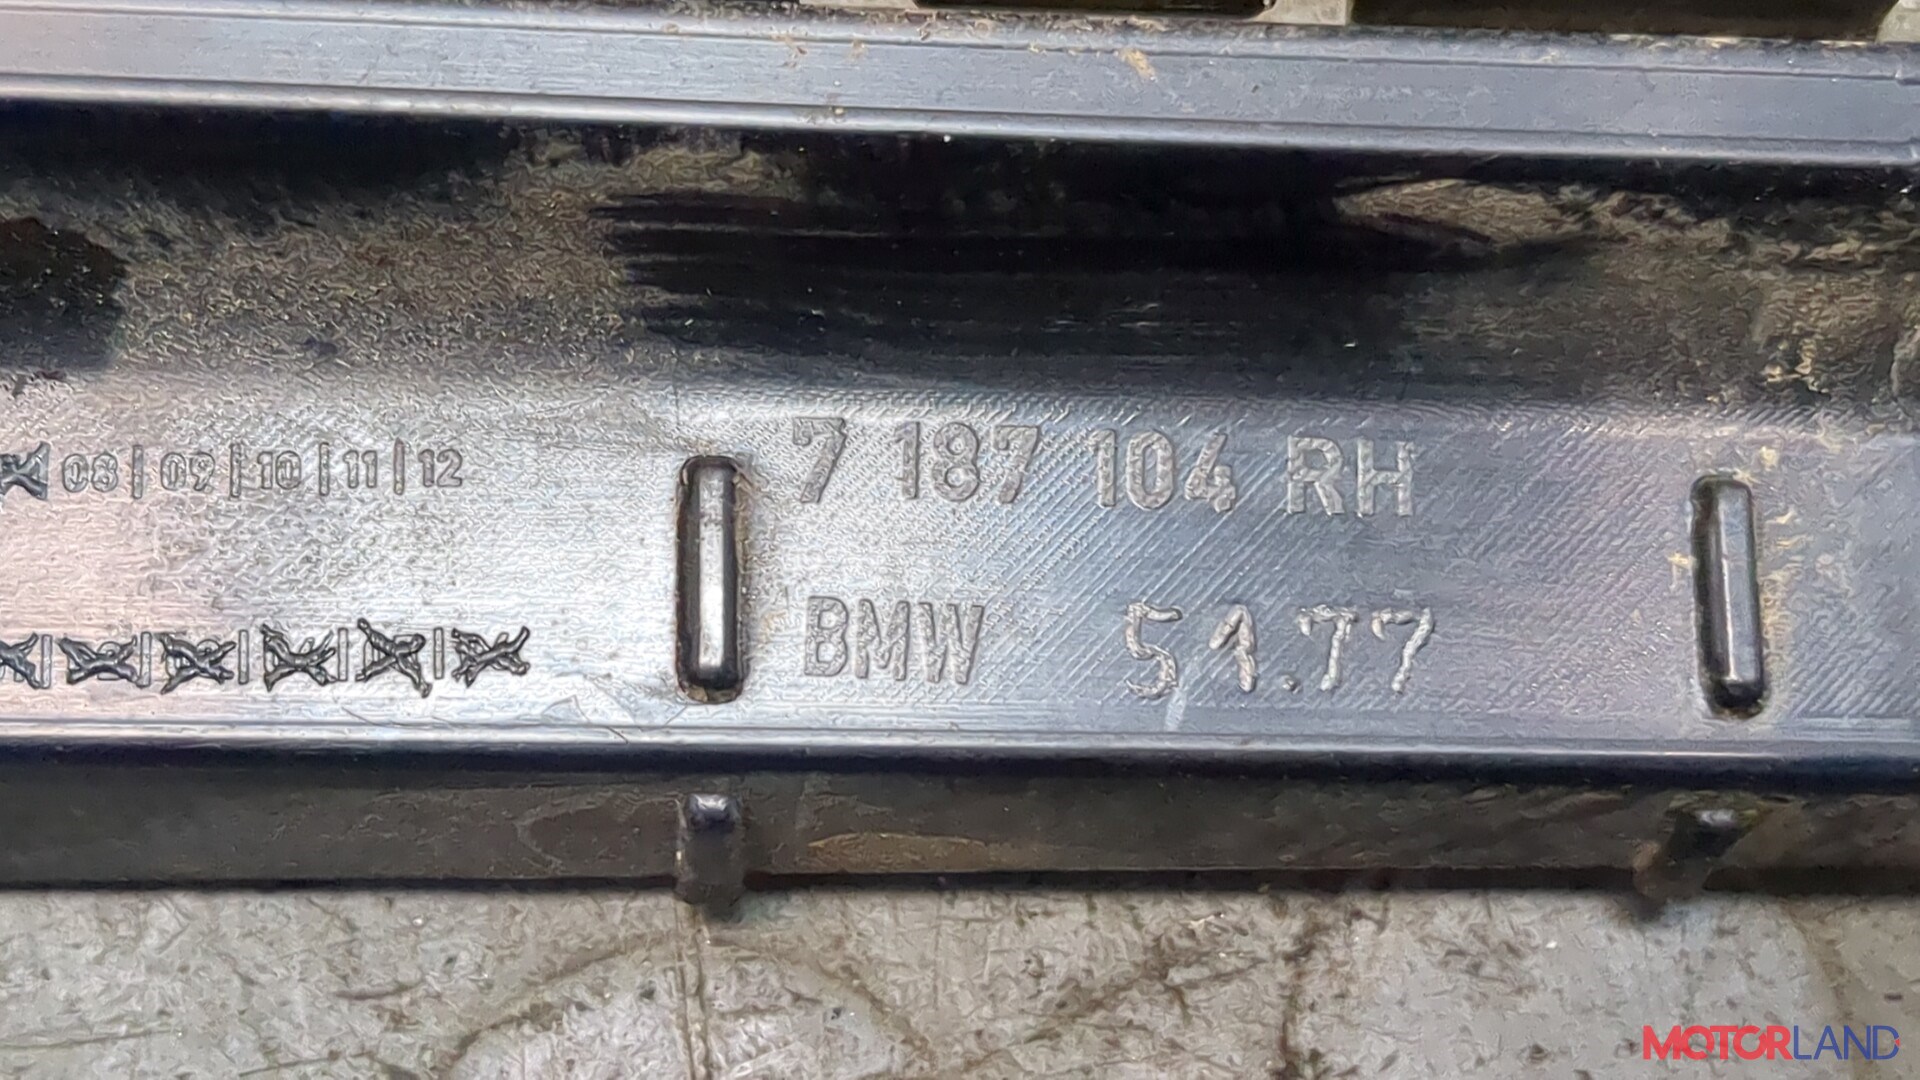 08|09|10|11|12
7 187 104 RH
BMW 51.77
MOTORLAND